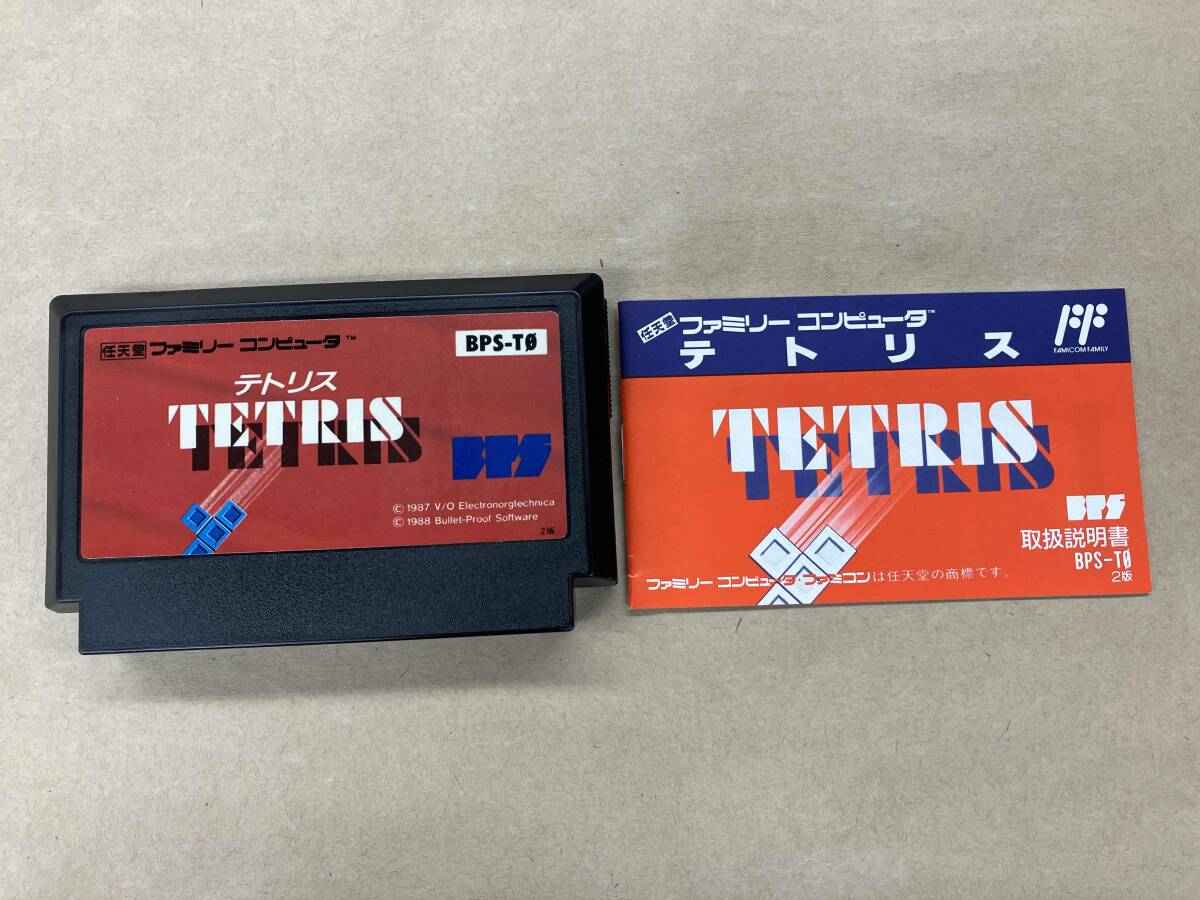 任天堂 ファミリー コンピュータ™
BPS-TØ
テトリス
TETRIS
TETRIS
BPS
© 1987 V/O Electronorgtechnica
© 1988 Bullet-Proof Software
2版
任天堂 ファミリー コンピュータ™
テトリス
FF
FAMICOM FAMILY
TETRIS
TETRIS
BPS
取扱説明書
BPS-TØ
2版
ファミリー コンピュータ・ファミコンは任天堂の商標です。